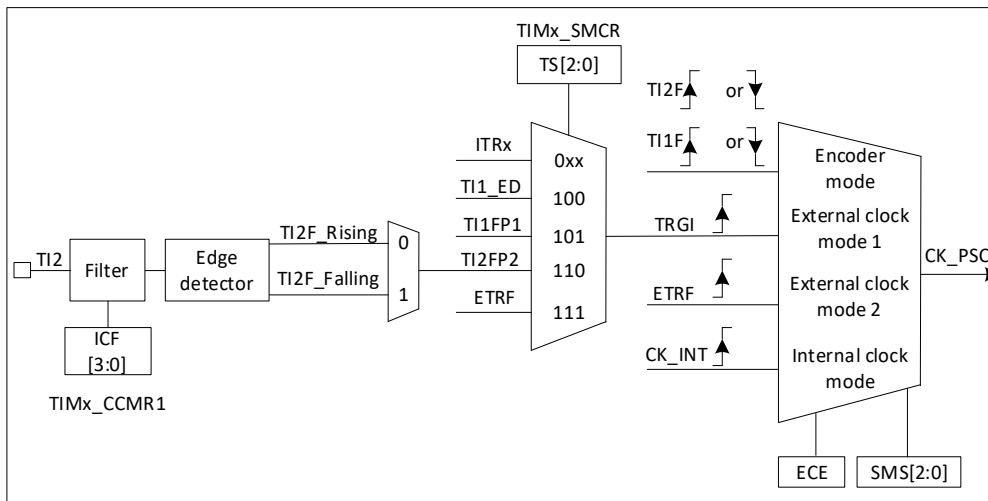 TIMx_SMCR
TS[2:0]
TI2F or
TI1F or
ITRx
0xx
TI1_ED
100
TI1FP1
101
TI2FP2
110
ETRF
111
TI2
Filter
Edge
detector
TI2F_Rising
TI2F_Falling
0
1
ICF
[3:0]
TIMx_CCMR1
TRGI
ETRF
CK_INT
Encoder
mode
External clock
mode 1
External clock
mode 2
Internal clock
mode
CK_PSC
ECE
SMS[2:0]